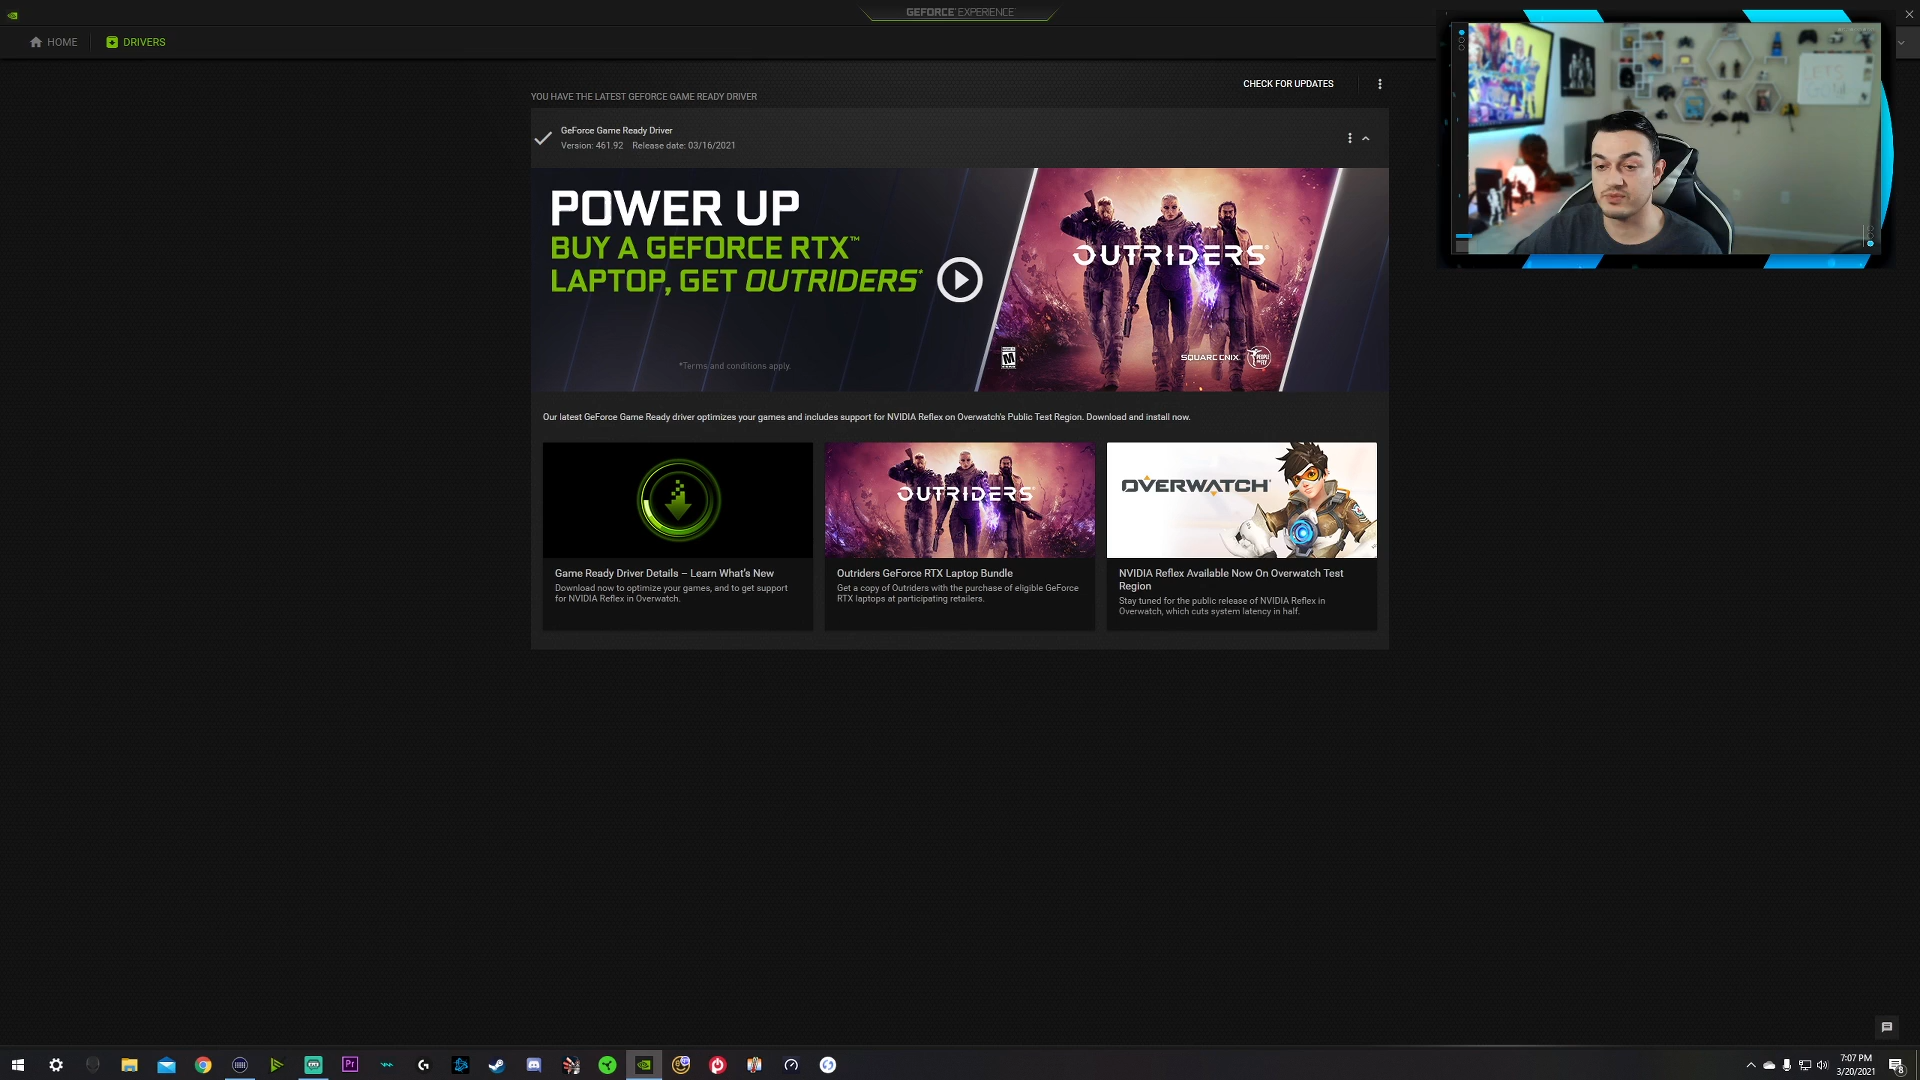 GEFORCE EXPERIENCE
HOME
DRIVERS
CHECK FOR UPDATES
YOU HAVE THE LATEST GEFORCE GAME READY DRIVER
GeForce Game Ready Driver
Version: 461.92 Release date: 03/16/2021
POWER UP
BUY A GEFORCE RTX™
LAPTOP, GET OUTRIDERS*
*Terms and conditions apply.
OUTRIDERS
M
SQUARE ENIX
Our latest GeForce Game Ready driver optimizes your games and includes support for NVIDIA Reflex on Overwatch's Public Test Region. Download and install now.
OUTRIDERS
OVERWATCH
Game Ready Driver Details – Learn What's New
Download now to optimize your games, and to get support
for NVIDIA Reflex in Overwatch.
Outriders GeForce RTX Laptop Bundle
Get a copy of Outriders with the purchase of eligible GeForce
RTX laptops at participating retailers.
NVIDIA Reflex Available Now On Overwatch Test
Region
Stay tuned for the public release of NVIDIA Reflex in
Overwatch, which cuts system latency in half.
Pr
7:07 PM
3/20/2021
8